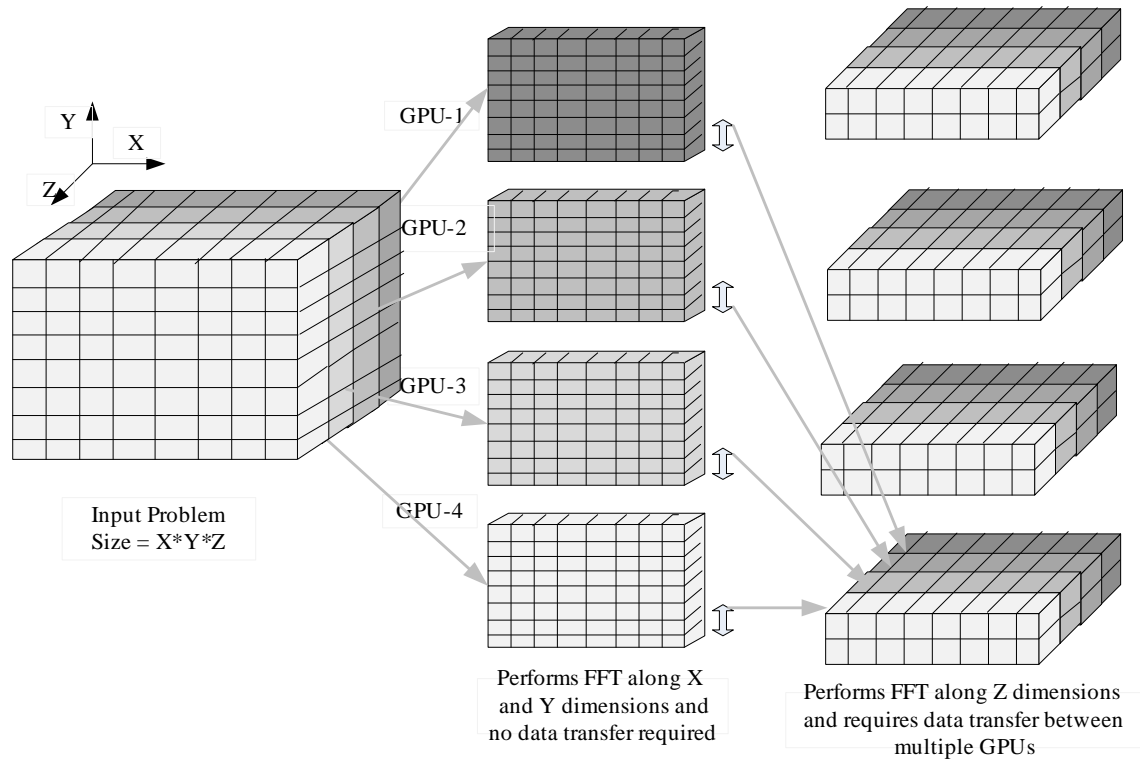 Y
X
Z
GPU-1
GPU-2
GPU-3
GPU-4
Input Problem
Size = X*Y*Z
Performs FFT along X
and Y dimensions and
no data transfer required
Performs FFT along Z dimensions
and requires data transfer between
multiple GPUs